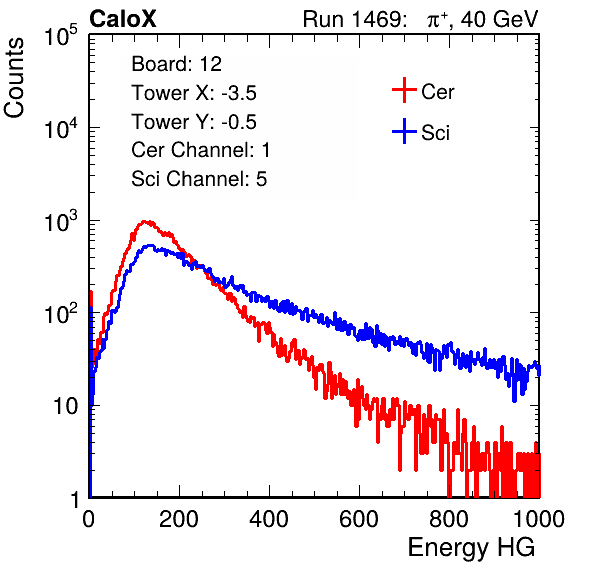 CaloX Run 1469: π⁺, 40 GeV
Counts
10⁵
10⁴
10³
10²
10
1
Board: 12
Tower X: -3.5
Tower Y: -0.5
Cer Channel: 1
Sci Channel: 5
Cer
Sci
0 200 400 600 800 1000
Energy HG